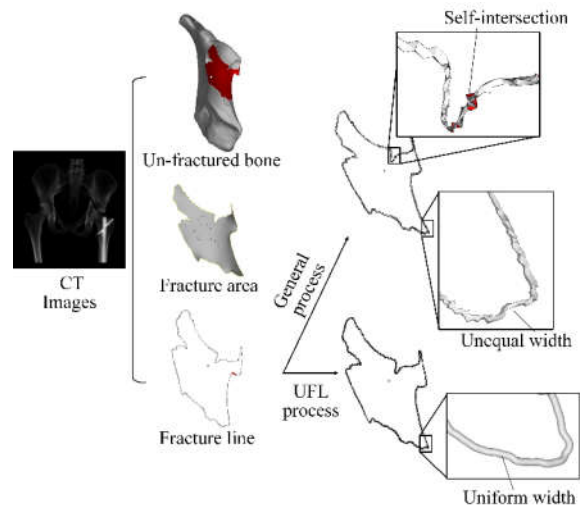 Self-intersection
Un-fractured bone
CT
Images
Fracture area
General
process
Unequal width
UFL
process
Fracture line
Uniform width